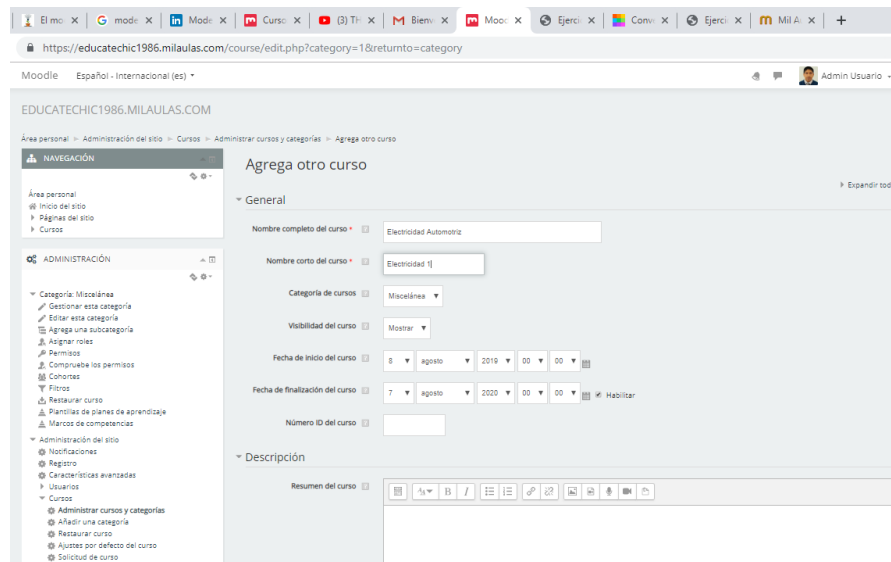 El mo
mode
Mode
Curso
(3) TH
Bienv
Mooc
Ejerci
Conv
Ejerci
Mil A
https://educatechic1986.milaulas.com/course/edit.php?category=1&returnto=category
Moodle Español - Internacional (es)
Admin Usuario
EDUCATECHIC1986.MILAULAS.COM
Área personal Administración del sitio Cursos Administrar cursos y categorías Agrega otro curso
NAVEGACIÓN
Área personal
Inicio del sitio
Páginas del sitio
Cursos
ADMINISTRACIÓN
Categoría: Miscelánea
Gestionar esta categoría
Editar esta categoría
Agrega una subcategoría
Asignar roles
Permisos
Compruebe los permisos
Cohortes
Filtros
Restaurar curso
Plantillas de planes de aprendizaje
Marcos de competencias
Administración del sitio
Notificaciones
Registro
Características avanzadas
Usuarios
Cursos
Administrar cursos y categorías
Añadir una categoría
Restaurar curso
Ajustes por defecto del curso
Solicitud de curso
Agrega otro curso
Expandir tod
General
Nombre completo del curso * Electricidad Automotriz
Nombre corto del curso * Electricidad 1
Categoría de cursos Miscelánea
Visibilidad del curso Mostrar
Fecha de inicio del curso 8 agosto 2019 00 00
Fecha de finalización del curso 7 agosto 2020 00 00 Habilitar
Número ID del curso
Descripción
Resumen del curso
B I